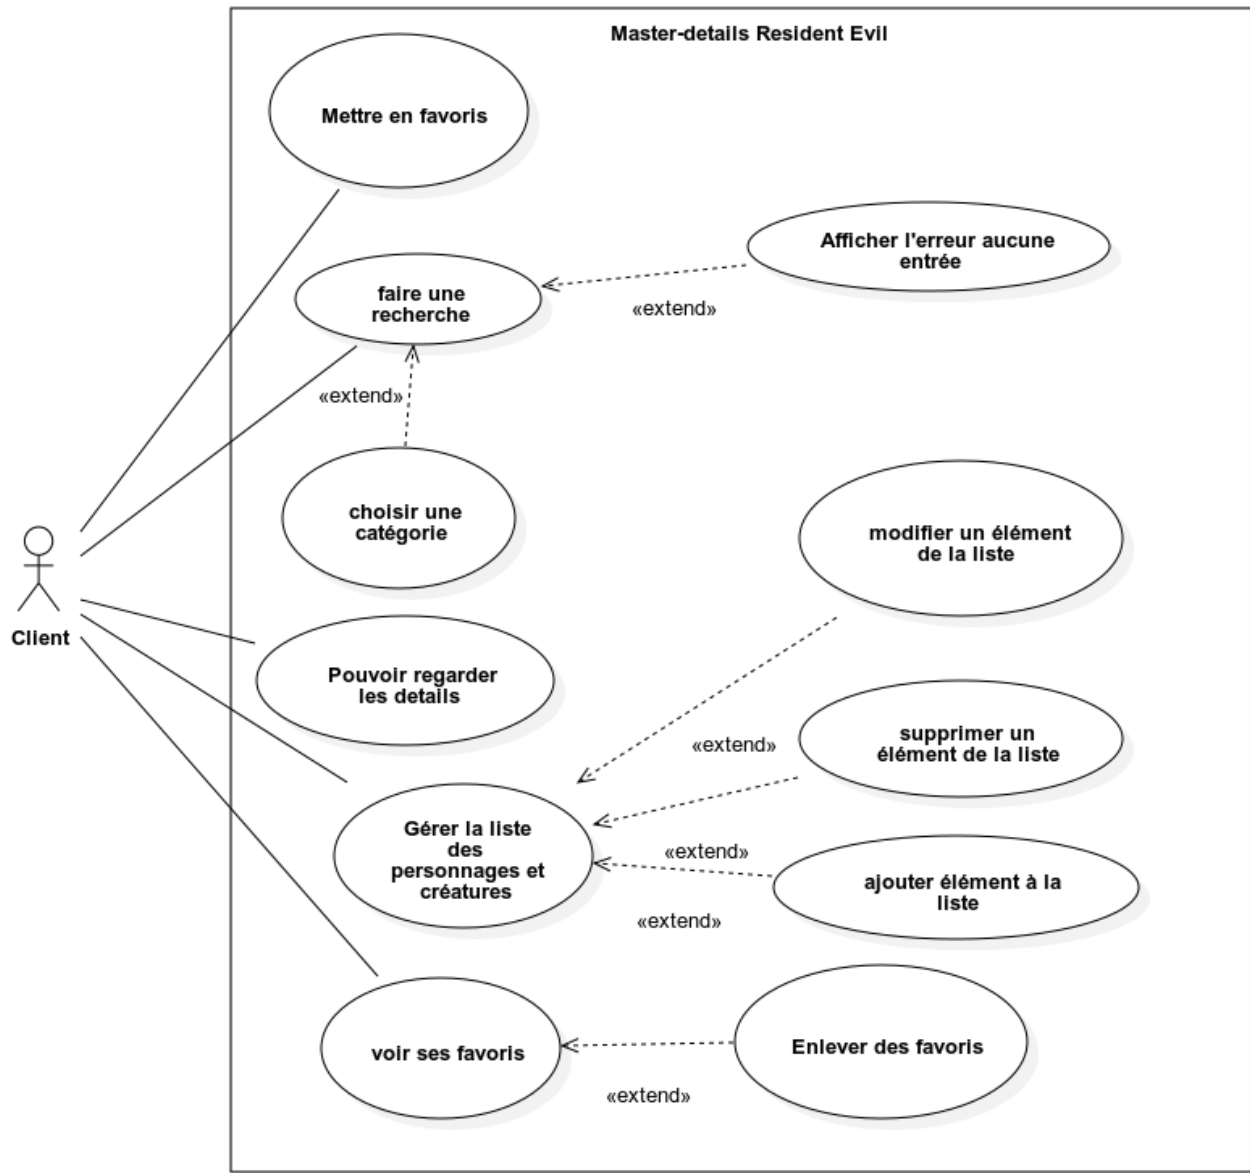 Master-details Resident Evil
Mettre en favoris
Afficher l'erreur aucune
entrée
faire une
recherche
«extend»
«extend»
choisir une
catégorie
modifier un élément
de la liste
Client
Pouvoir regarder
les details
supprimer un
élément de la liste
«extend»
Gérer la liste
des
personnages et
créatures
«extend»
ajouter élément à la
liste
«extend»
voir ses favoris
Enlever des favoris
«extend»